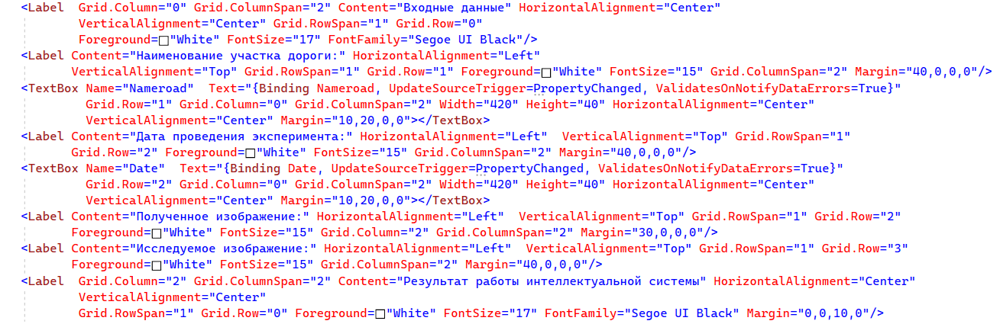 <Label  Grid.Column="0" Grid.ColumnSpan="2" Content="Входные данные" HorizontalAlignment="Center"
VerticalAlignment="Center" Grid.RowSpan="1" Grid.Row="0"
Foreground="White" FontSize="17" FontFamily="Segoe UI Black"/>
<Label Content="Наименование участка дороги:" HorizontalAlignment="Left"
VerticalAlignment="Top" Grid.RowSpan="1" Grid.Row="1" Foreground="White" FontSize="15" Grid.ColumnSpan="2" Margin="40,0,0,0"/>
<TextBox Name="Nameroad"  Text="{Binding Nameroad, UpdateSourceTrigger=PropertyChanged, ValidatesOnNotifyDataErrors=True}"
Grid.Row="1" Grid.Column="0" Grid.ColumnSpan="2" Width="420" Height="40" HorizontalAlignment="Center"
VerticalAlignment="Center" Margin="10,20,0,0"></TextBox>
<Label Content="Дата проведения эксперимента:" HorizontalAlignment="Left"  VerticalAlignment="Top" Grid.RowSpan="1"
Grid.Row="2" Foreground="White" FontSize="15" Grid.ColumnSpan="2" Margin="40,0,0,0"/>
<TextBox Name="Date"  Text="{Binding Date, UpdateSourceTrigger=PropertyChanged, ValidatesOnNotifyDataErrors=True}"
Grid.Row="2" Grid.Column="0" Grid.ColumnSpan="2" Width="420" Height="40" HorizontalAlignment="Center"
VerticalAlignment="Center" Margin="10,20,0,0"></TextBox>
<Label Content="Полученное изображение:" HorizontalAlignment="Left"  VerticalAlignment="Top" Grid.RowSpan="1" Grid.Row="2"
Foreground="White" FontSize="15" Grid.Column="2" Grid.ColumnSpan="2" Margin="30,0,0,0"/>
<Label Content="Исследуемое изображение:" HorizontalAlignment="Left"  VerticalAlignment="Top" Grid.RowSpan="1" Grid.Row="3"
Foreground="White" FontSize="15" Grid.ColumnSpan="2" Margin="40,0,0,0"/>
<Label  Grid.Column="2" Grid.ColumnSpan="2" Content="Результат работы интеллектуальной системы" HorizontalAlignment="Center"
VerticalAlignment="Center"
Grid.RowSpan="1" Grid.Row="0" Foreground="White" FontSize="17" FontFamily="Segoe UI Black" Margin="0,0,10,0"/>